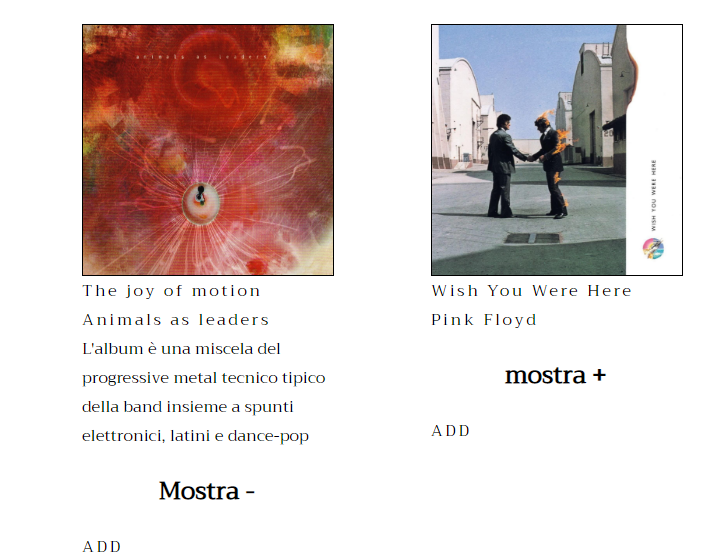 animals as leaders
WISH YOU WERE HERE
The joy of motion
Animals as leaders
L'album è una miscela del
progressive metal tecnico tipico
della band insieme a spunti
elettronici, latini e dance-pop
Mostra -
ADD
Wish You Were Here
Pink Floyd
mostra +
ADD